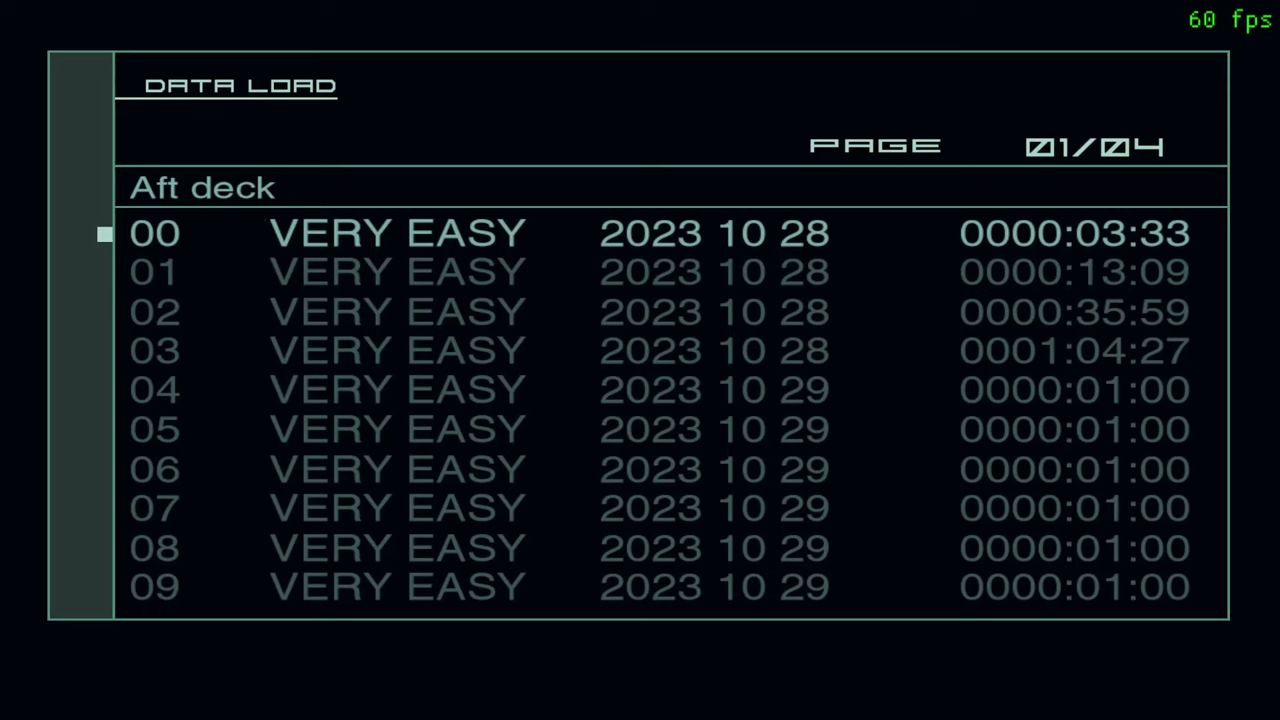 60 fps
DATA LOAD
PAGE 01/04
Aft deck
00 VERY EASY 2023 10 28 0000:03:33
01 VERY EASY 2023 10 28 0000:13:09
02 VERY EASY 2023 10 28 0000:35:59
03 VERY EASY 2023 10 28 0001:04:27
04 VERY EASY 2023 10 29 0000:01:00
05 VERY EASY 2023 10 29 0000:01:00
06 VERY EASY 2023 10 29 0000:01:00
07 VERY EASY 2023 10 29 0000:01:00
08 VERY EASY 2023 10 29 0000:01:00
09 VERY EASY 2023 10 29 0000:01:00